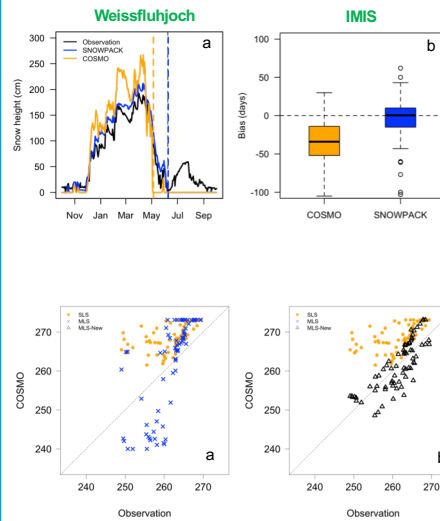 Weissfluhjoch
IMIS
Snow height (cm)
300
250
200
150
100
50
0
Observation
SNOWPACK
COSMO
a
Nov Jan Mar May Jul Sep
Bias (days)
100
50
0
-50
-100
b
COSMO SNOWPACK
COSMO
270
260
250
240
SLS
MLS
MLS-New
a
240 250 260 270
Observation
COSMO
270
260
250
240
SLS
MLS
MLS-New
b
240 250 260 270
Observation